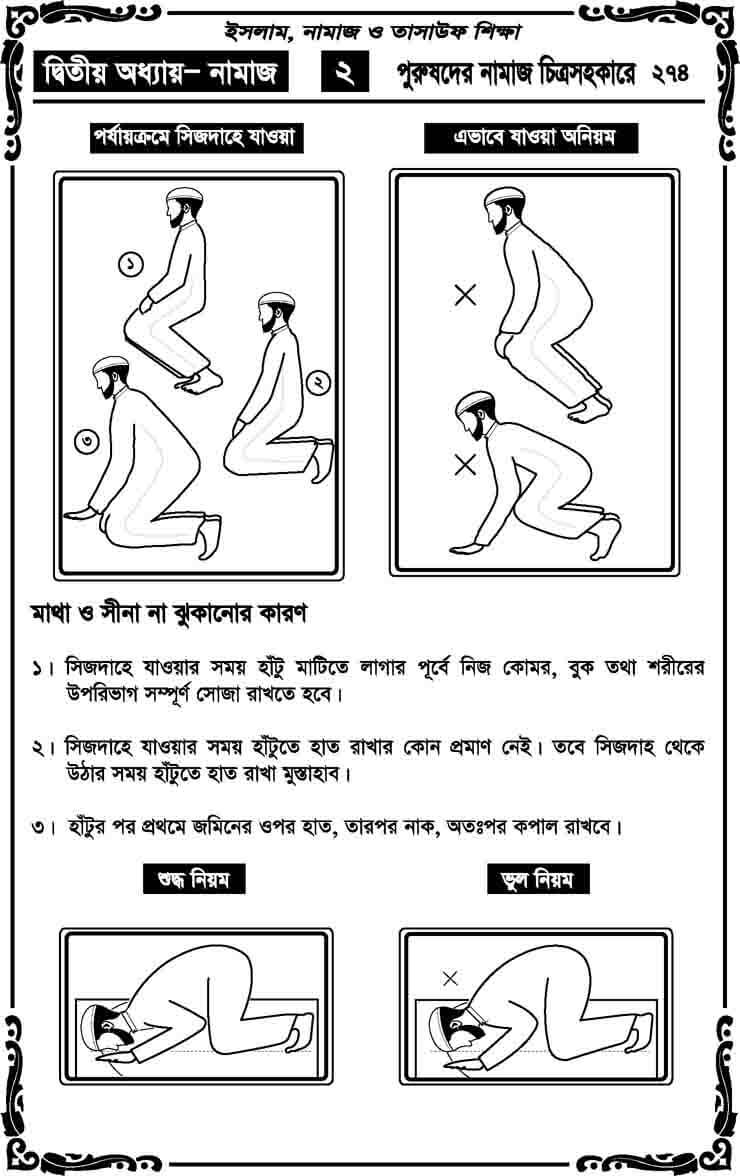 ইসলাম, নামাজ ও তাসাউফ শিক্ষা
দ্বিতীয় অধ্যায়– নামাজ ২ পুরুষদের নামাজ চিত্রসহকারে ২৭৪
পর্যায়ক্রমে সিজদাহে যাওয়া
এভাবে যাওয়া অনিয়ম
১
২
৩
মাথা ও সীনা না ঝুকানোর কারণ
১। সিজদাহে যাওয়ার সময় হাঁটু মাটিতে লাগার পূর্বে নিজ কোমর, বুক তথা শরীরের
উপরিভাগ সম্পূর্ণ সোজা রাখতে হবে।
২। সিজদাহে যাওয়ার সময় হাঁটুতে হাত রাখার কোন প্রমাণ নেই। তবে সিজদাহ থেকে
উঠার সময় হাঁটুতে হাত রাখা মুস্তাহাব।
৩। হাঁটুর পর প্রথমে জমিনের ওপর হাত, তারপর নাক, অতঃপর কপাল রাখবে।
শুদ্ধ নিয়ম
ভুল নিয়ম